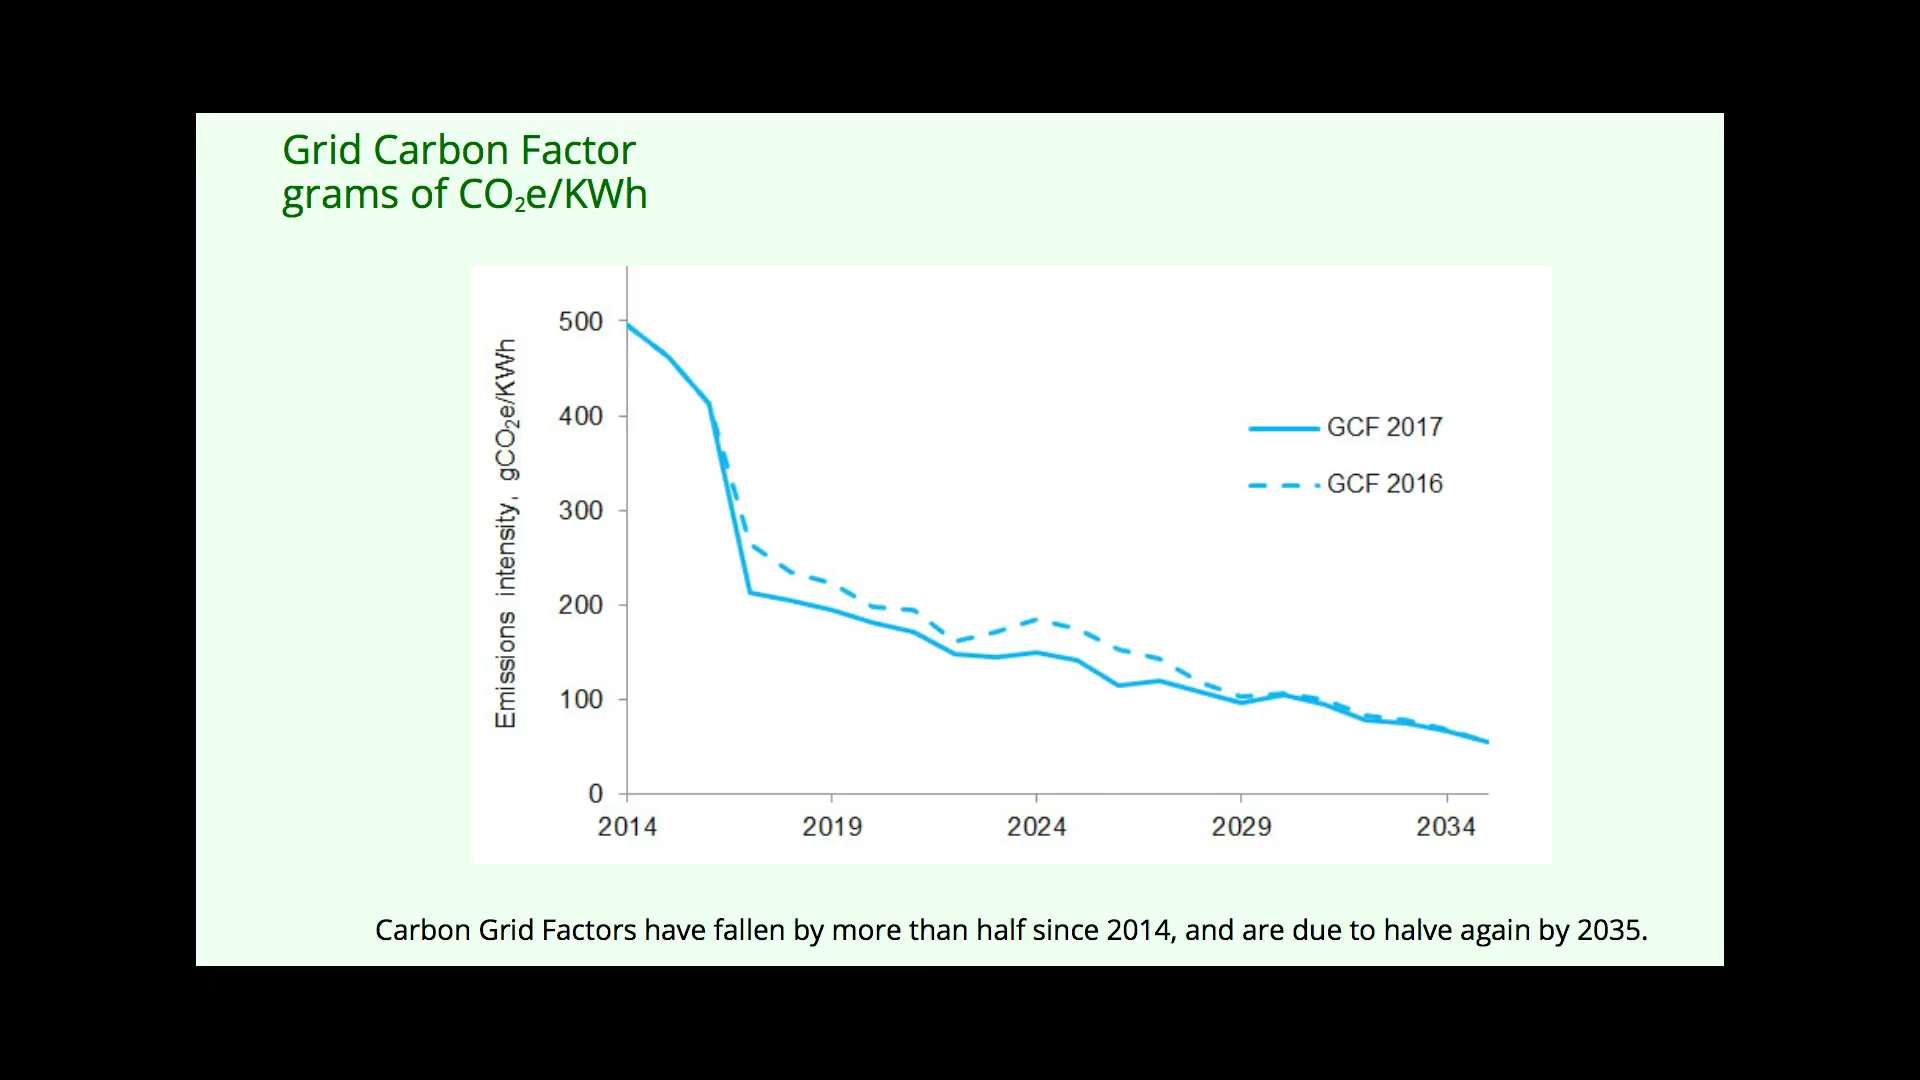 Grid Carbon Factor
grams of CO₂e/KWh
Emissions intensity, gCO₂e/KWh
500
400
300
200
100
0
2014 2019 2024 2029 2034
GCF 2017
GCF 2016
Carbon Grid Factors have fallen by more than half since 2014, and are due to halve again by 2035.